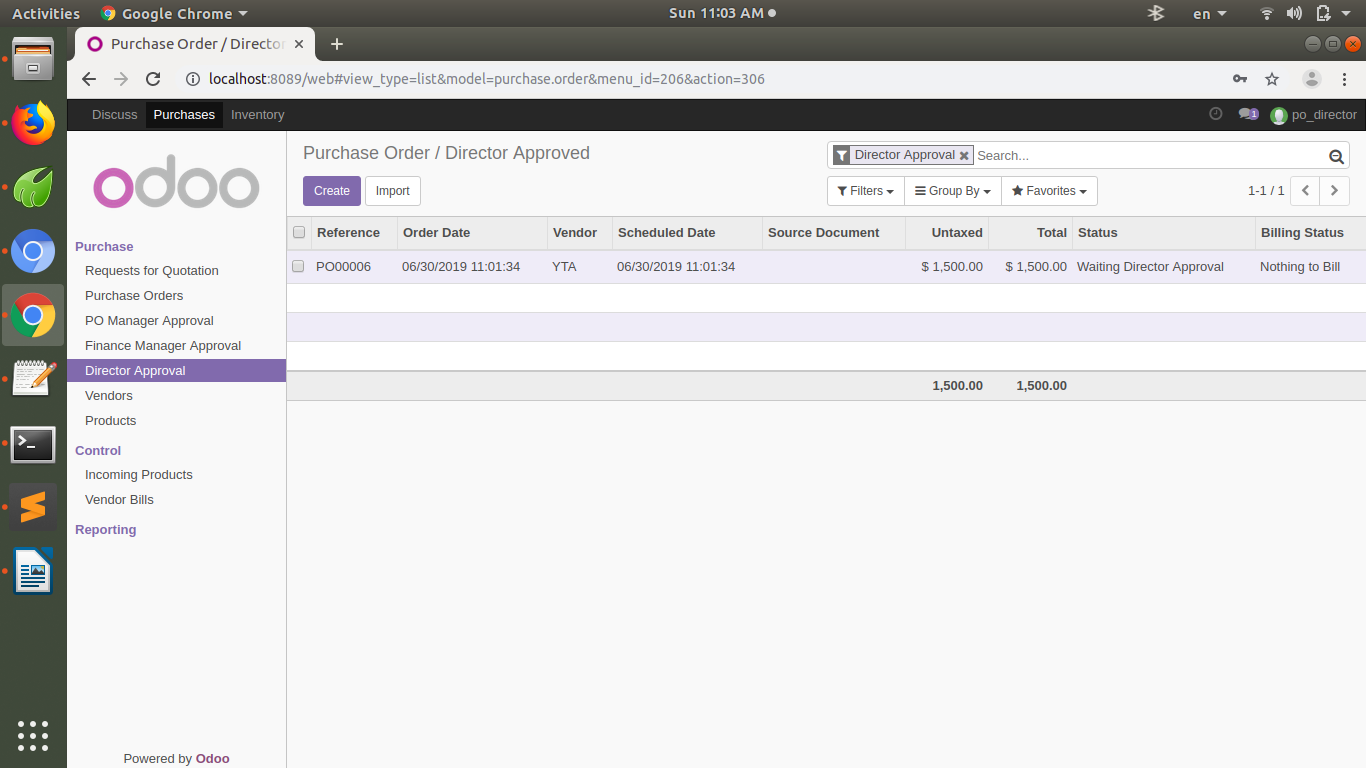 Activities Google Chrome Sun 11:03 AM en
Purchase Order / Director
localhost:8089/web#view_type=list&model=purchase.order&menu_id=206&action=306
Discuss Purchases Inventory 1 po_director
odoo
Purchase Order / Director Approved
Director Approval Search...
Create Import
Filters Group By Favorites 1-1 / 1
Purchase
Requests for Quotation
Purchase Orders
PO Manager Approval
Finance Manager Approval
Director Approval
Vendors
Products
Control
Incoming Products
Vendor Bills
Reporting
Powered by Odoo
Reference Order Date Vendor Scheduled Date Source Document Untaxed Total Status Billing Status
PO00006 06/30/2019 11:01:34 YTA 06/30/2019 11:01:34 $ 1,500.00 $ 1,500.00 Waiting Director Approval Nothing to Bill
1,500.00 1,500.00